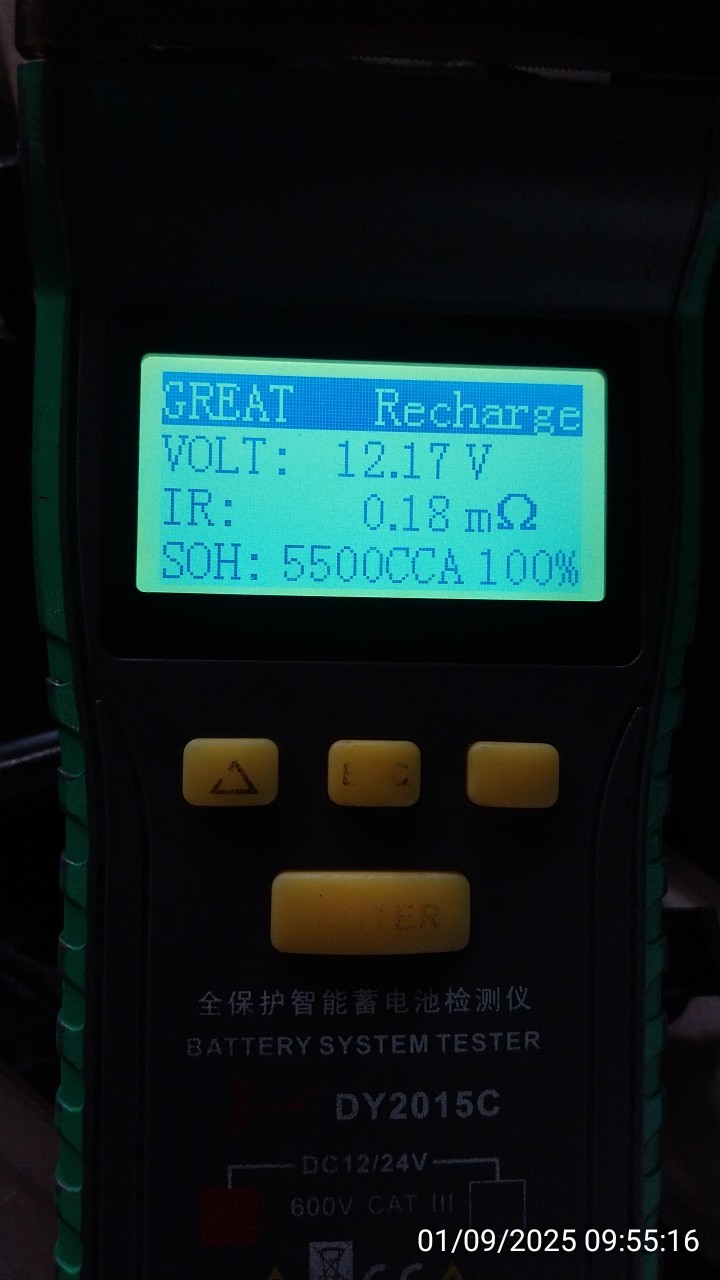 GREAT Recharge
VOLT: 12.17 V
IR: 0.18 mΩ
SOH: 5500CCA 100%
全保护智能蓄电池检测仪
BATTERY SYSTEM TESTER
DY2015C
DC12/24V
600V CAT III
01/09/2025 09:55:16